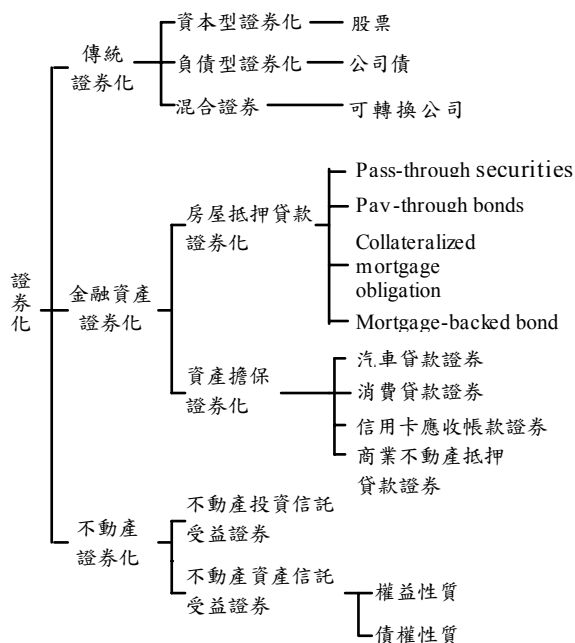 證券化
傳統
證券化
資本型證券化
股票
負債型證券化
公司債
混合證券
可轉換公司
金融資產
證券化
房屋抵押貸款
證券化
Pass-through securities
Pav-through bonds
Collateralized
mortgage
obligation
Mortgage-backed bond
資產擔保
證券化
汽車貸款證券
消費貸款證券
信用卡應收帳款證券
商業不動產抵押
貸款證券
不動產
證券化
不動產投資信託
受益證券
不動產資產信託
受益證券
權益性質
債權性質